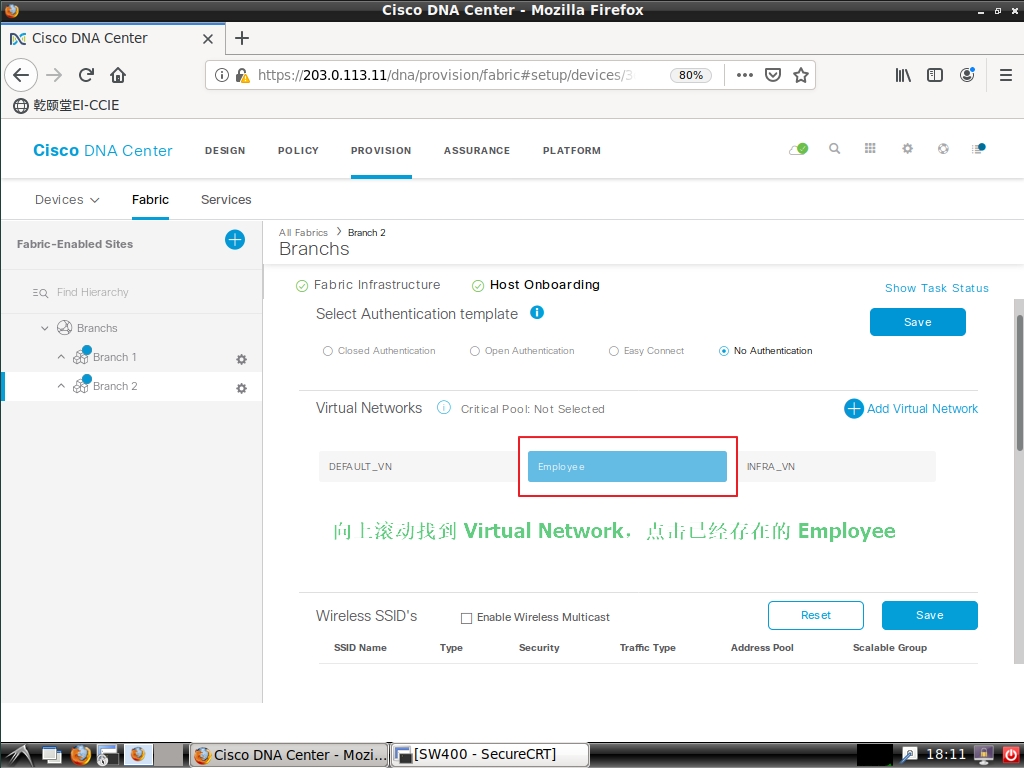 Cisco DNA Center - Mozilla Firefox
Cisco DNA Center
https://203.0.113.11/dna/provision/fabric#setup/devices/3
80%
乾颐堂EI-CCIE
Cisco DNA Center DESIGN POLICY PROVISION ASSURANCE PLATFORM
Devices Fabric Services
Fabric-Enabled Sites
Find Hierarchy
Branchs
Branch 1
Branch 2
All Fabrics > Branch 2
Branchs
Fabric Infrastructure Host Onboarding
Show Task Status
Select Authentication template
Save
Closed Authentication Open Authentication Easy Connect No Authentication
Virtual Networks Critical Pool: Not Selected Add Virtual Network
DEFAULT_VN Employee INFRA_VN
向上滚动找到 Virtual Network，点击已经存在的 Employee
Wireless SSID's Enable Wireless Multicast Reset Save
SSID Name Type Security Traffic Type Address Pool Scalable Group
Cisco DNA Center - Mozi... [SW400 - SecureCRT] 18:11